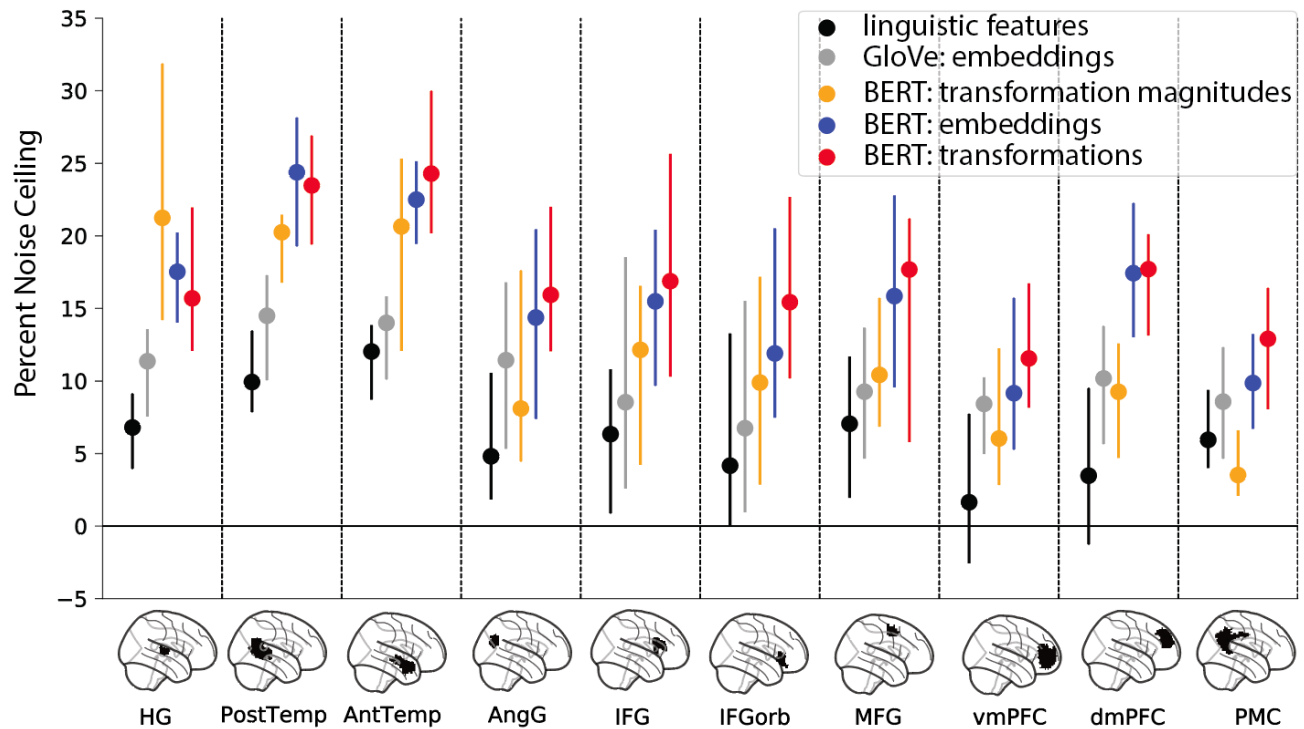 35
30
25
20
15
10
5
0
−5
Percent Noise Ceiling
linguistic features
GloVe: embeddings
BERT: transformation magnitudes
BERT: embeddings
BERT: transformations
HG PostTemp AntTemp AngG IFG IFGorb MFG vmPFC dmPFC PMC